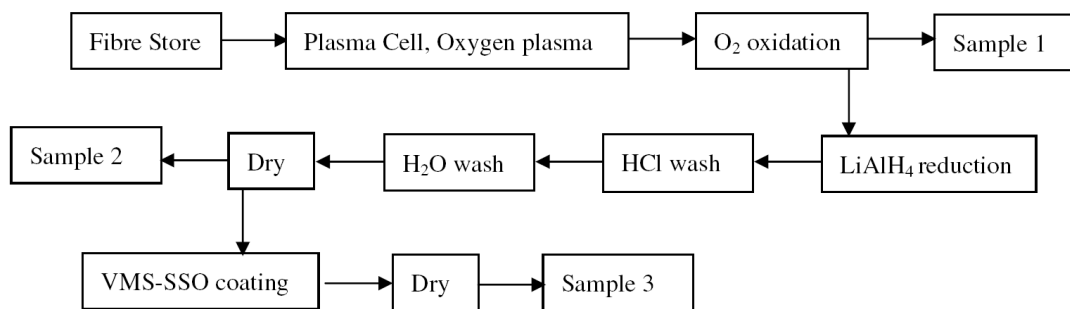 Fibre Store
Plasma Cell, Oxygen plasma
O₂ oxidation
Sample 1
Sample 2
Dry
H₂O wash
HCl wash
LiAlH₄ reduction
VMS-SSO coating
Dry
Sample 3